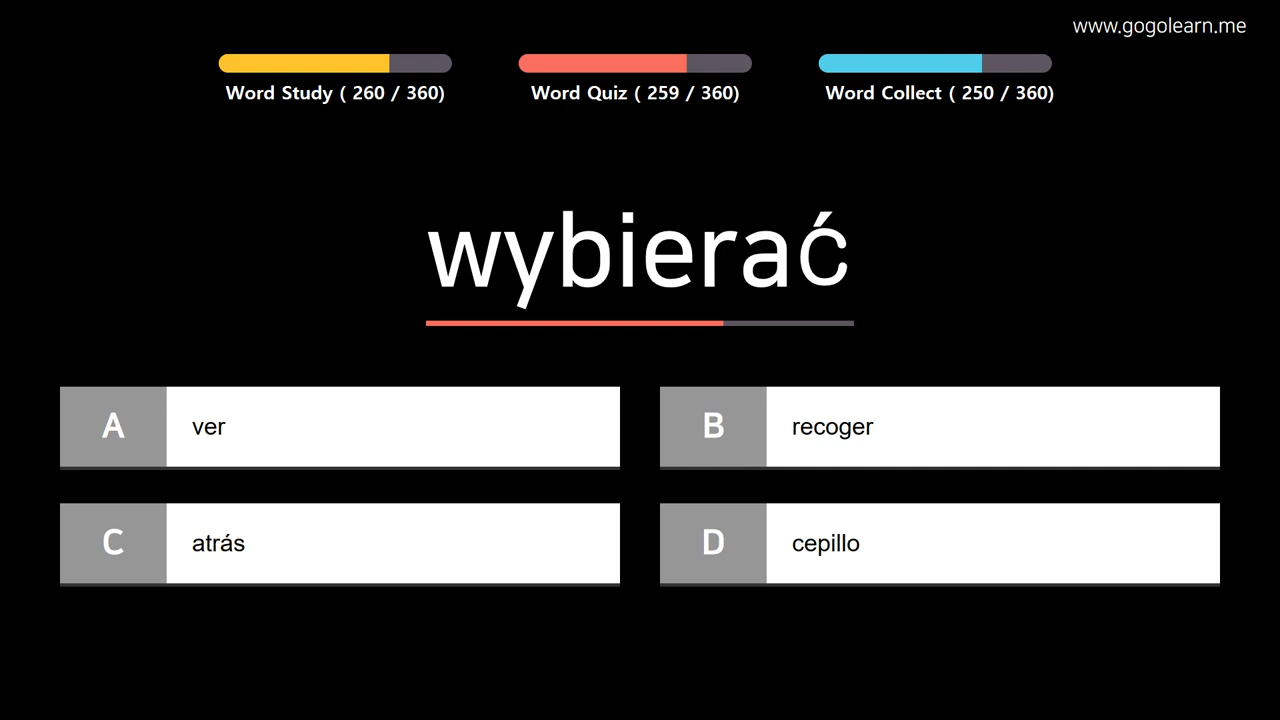 www.gogolearn.me
Word Study ( 260 / 360)
Word Quiz ( 259 / 360)
Word Collect ( 250 / 360)
wybierać
A ver
B recoger
C atrás
D cepillo